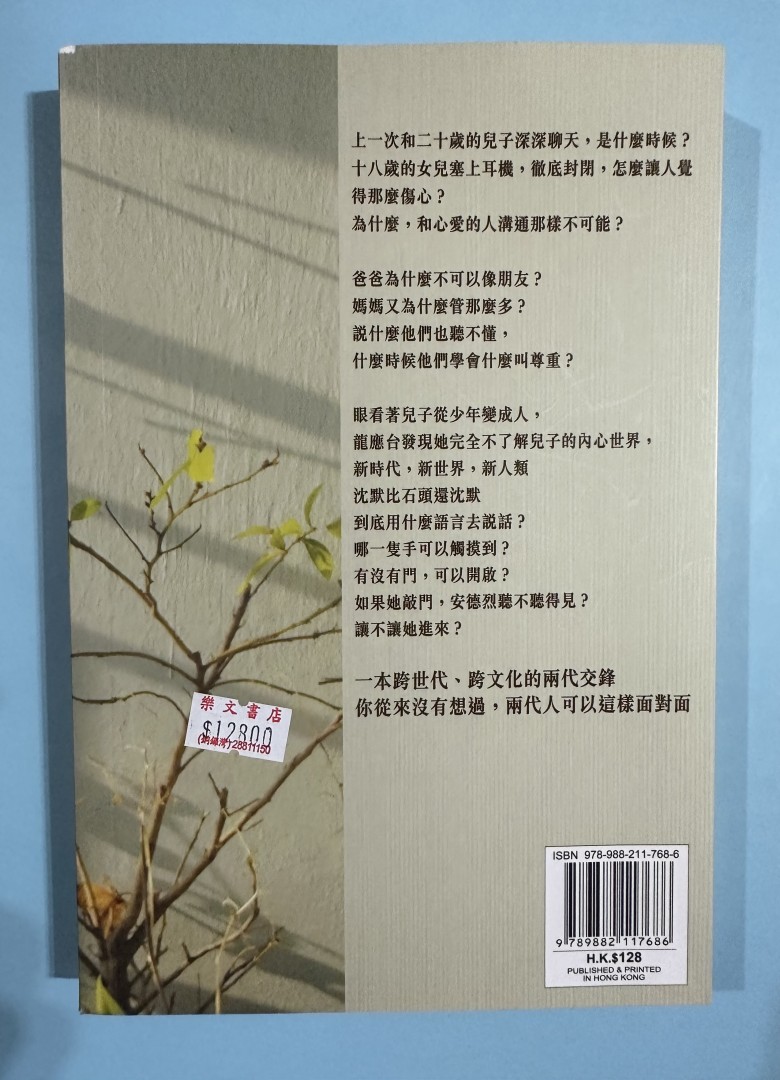 上一次和二十歲的兒子深深聊天，是什麼時候？
十八歲的女兒塞上耳機，徹底封閉，怎麼讓人覺
得那麼傷心？
為什麼，和心愛的人溝通那樣不可能？
爸爸為什麼不可以像朋友？
媽媽又為什麼管那麼多？
説什麼他們也聽不懂，
什麼時候他們學會什麼叫尊重？
眼看著兒子從少年變成人，
龍應台發現她完全不了解兒子的內心世界，
新時代，新世界，新人類
沈默比石頭還沈默
到底用什麼語言去説話？
哪一隻手可以觸摸到？
有沒有門，可以開啟？
如果她敲門，安德烈聽不聽得見？
讓不讓她進來？
一本跨世代、跨文化的兩代交鋒
你從來沒有想過，兩代人可以這樣面對面
樂文書店
$128.00
(銅鑼灣)28811150
ISBN 978-988-211-768-6
9 789882 117686
H.K.$128
PUBLISHED & PRINTED
IN HONG KONG